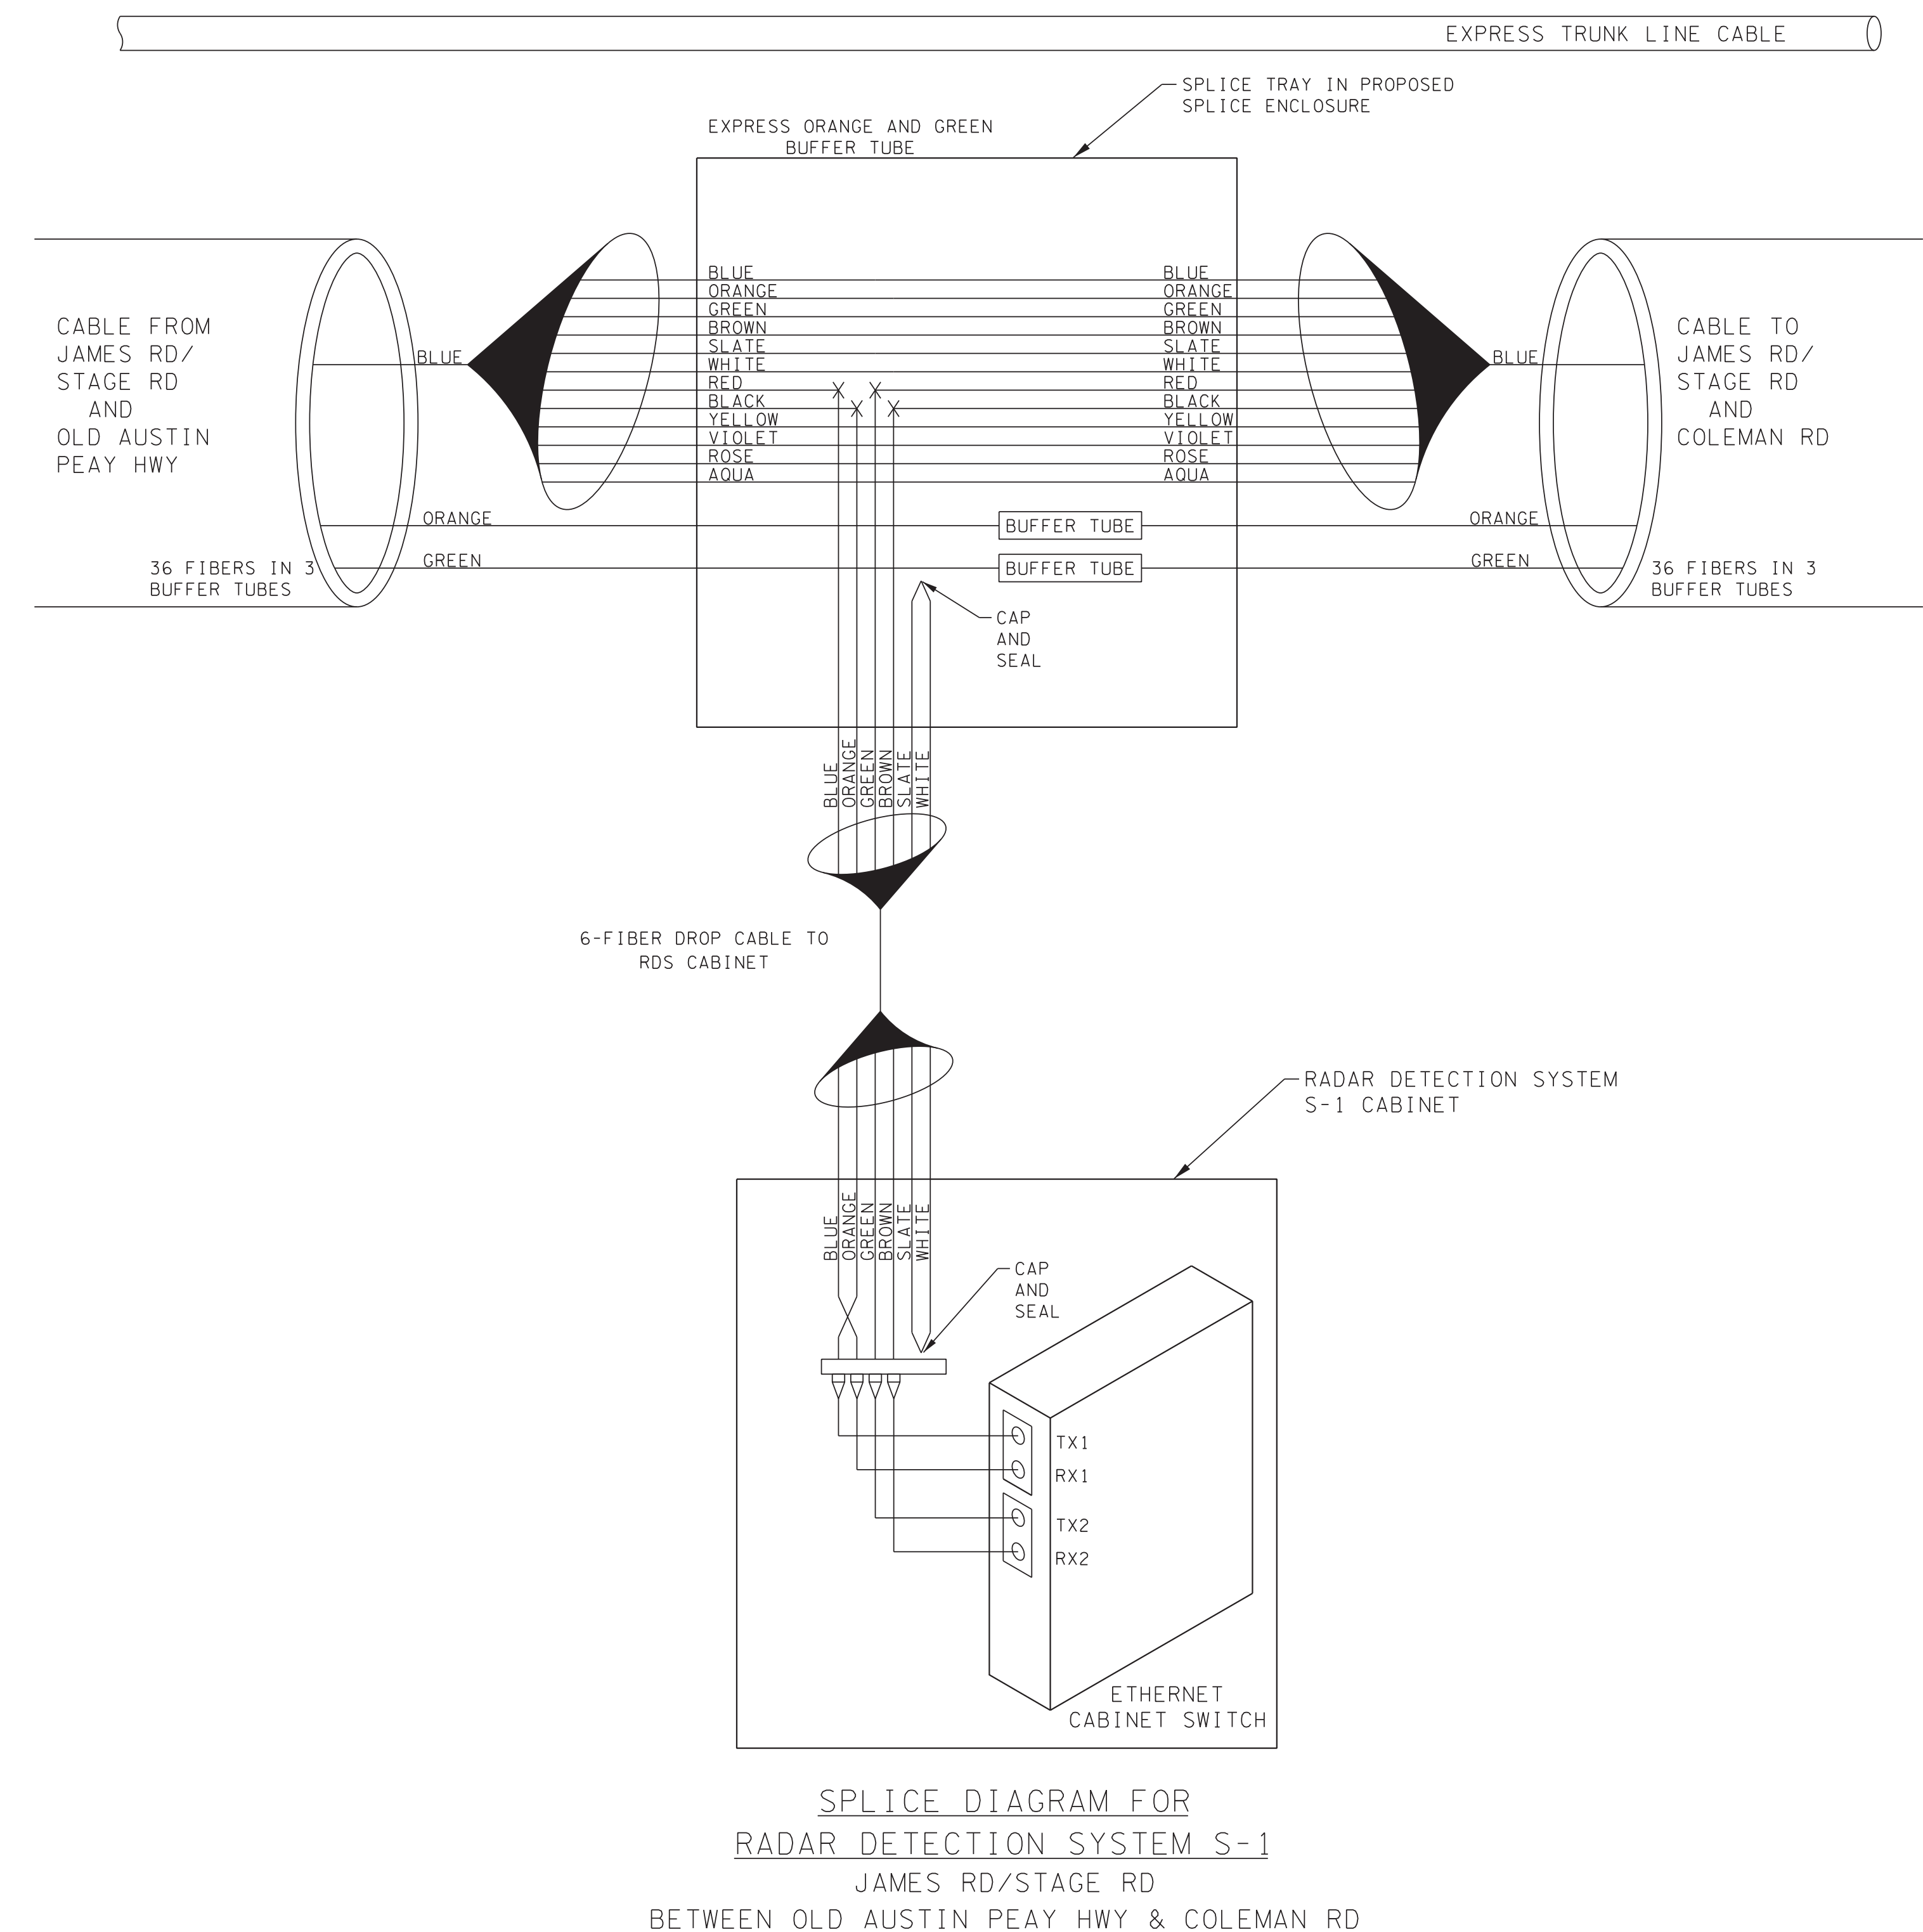 EXPRESS TRUNK LINE CABLE
SPLICE TRAY IN PROPOSED
SPLICE ENCLOSURE
EXPRESS ORANGE AND GREEN
BUFFER TUBE
CABLE FROM
JAMES RD/
STAGE RD
AND
OLD AUSTIN
PEAY HWY
36 FIBERS IN 3
BUFFER TUBES
BLUE
ORANGE
GREEN
BLUE
ORANGE
GREEN
BROWN
SLATE
WHITE
RED
BLACK
YELLOW
VIOLET
ROSE
AQUA
BLUE
ORANGE
GREEN
BROWN
SLATE
WHITE
RED
BLACK
YELLOW
VIOLET
ROSE
AQUA
BUFFER TUBE
BUFFER TUBE
BLUE
ORANGE
GREEN
CABLE TO
JAMES RD/
STAGE RD
AND
COLEMAN RD
36 FIBERS IN 3
BUFFER TUBES
CAP
AND
SEAL
BLUE
ORANGE
GREEN
BROWN
SLATE
WHITE
6-FIBER DROP CABLE TO
RDS CABINET
RADAR DETECTION SYSTEM
S-1 CABINET
BLUE
ORANGE
GREEN
BROWN
SLATE
WHITE
CAP
AND
SEAL
TX1
RX1
TX2
RX2
ETHERNET
CABINET SWITCH
SPLICE DIAGRAM FOR
RADAR DETECTION SYSTEM S-1
JAMES RD/STAGE RD
BETWEEN OLD AUSTIN PEAY HWY & COLEMAN RD